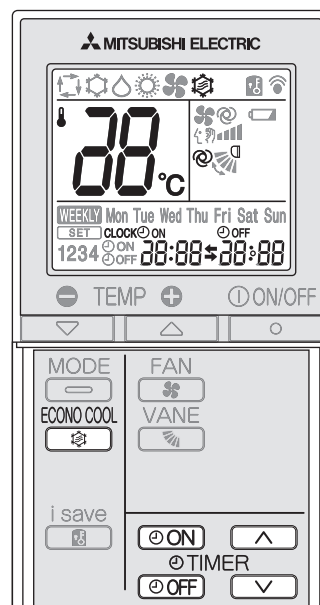 MITSUBISHI ELECTRIC
88°C
WEEKLY Mon Tue Wed Thu Fri Sat Sun
SET CLOCK ON OFF
1234 ON OFF 88:88 88:88
TEMP ON/OFF
MODE FAN
ECONO COOL VANE
i save
ON
TIMER
OFF